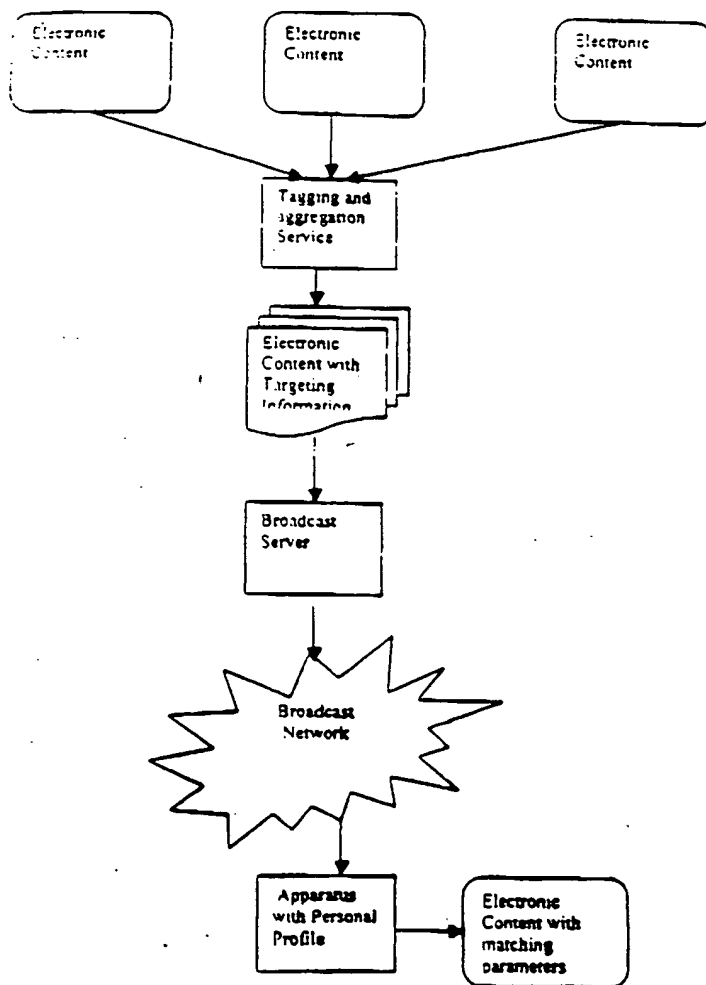 Electronic
Content
Electronic
Content
Electronic
Content
Tagging and
aggregation
Service
Electronic
Content with
Targeting
Information
Broadcast
Server
Broadcast
Network
Apparatus
with Personal
Profile
Electronic
Content with
matching
parameters